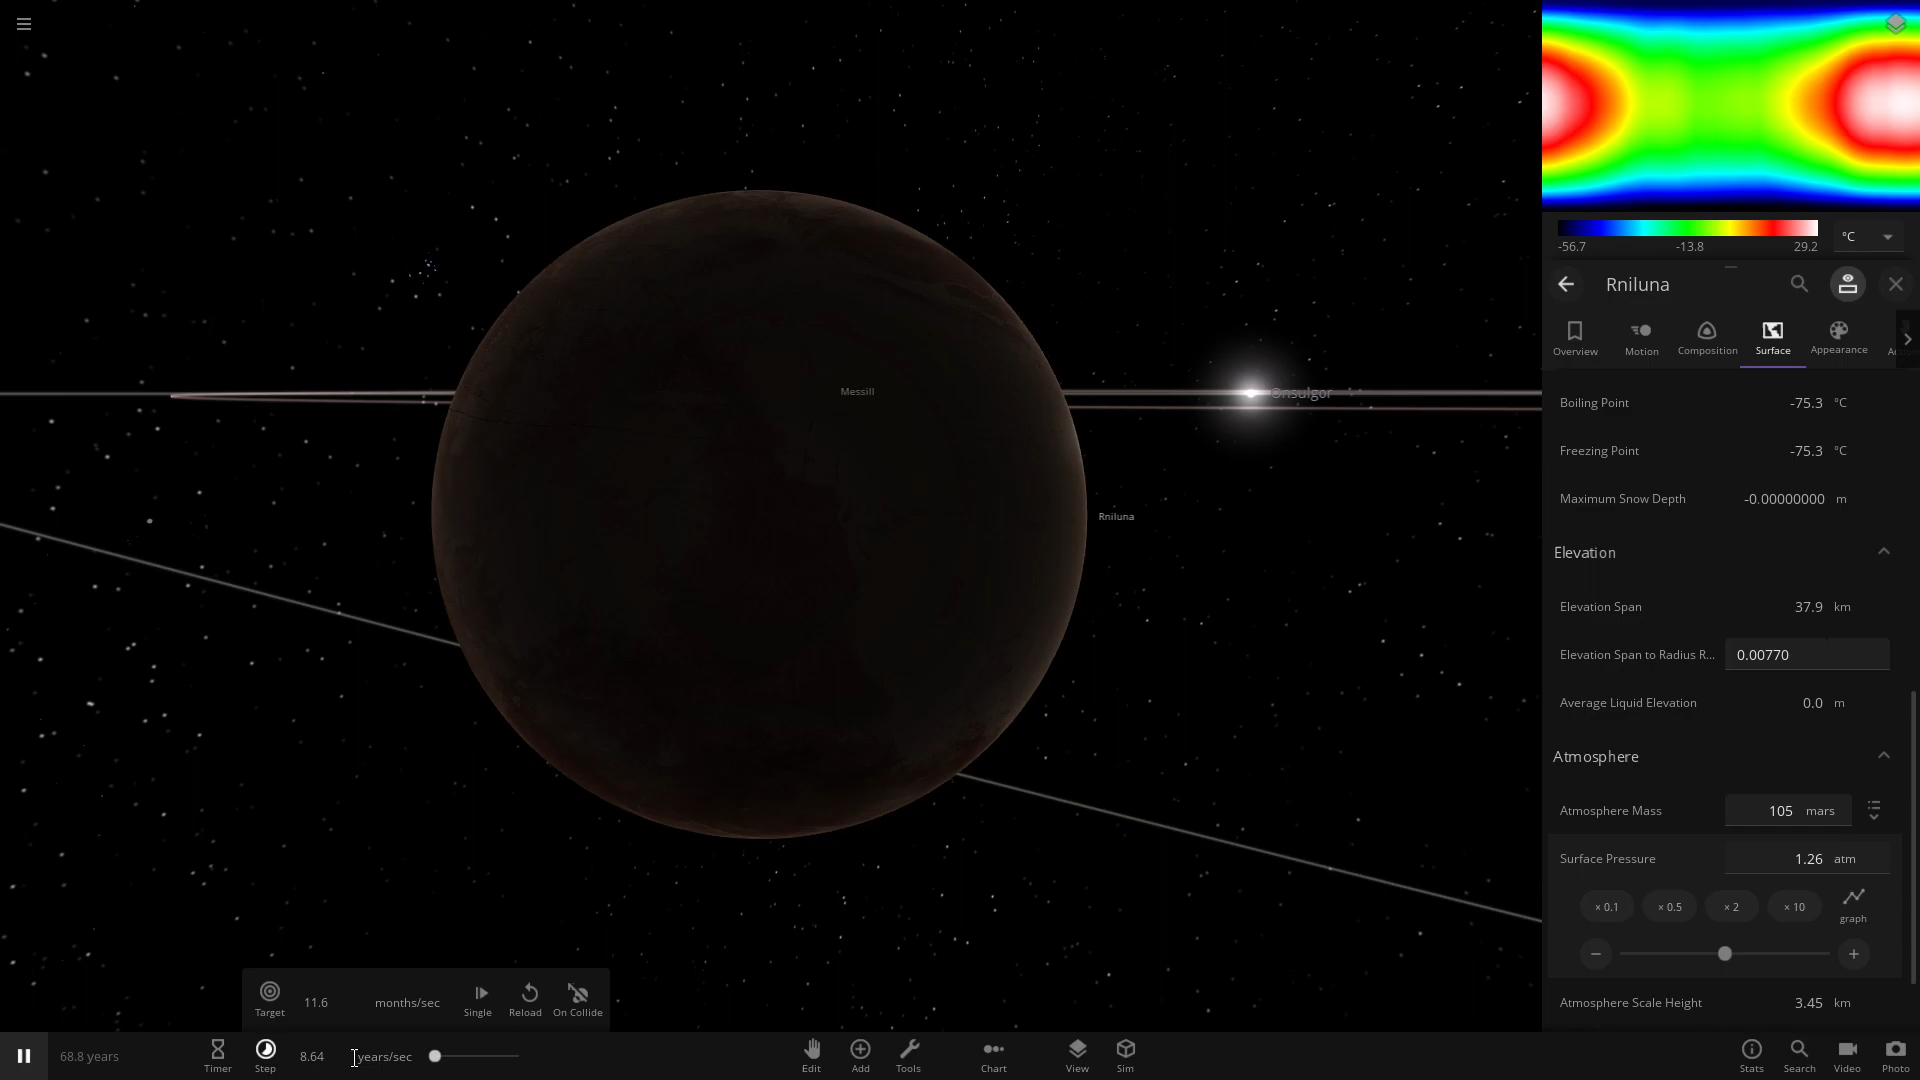 °C
-56.7
-13.8
29.2
Rniluna
Overview
Motion
Composition
Surface
Appearance
Boiling Point
-75.3 °C
Freezing Point
-75.3 °C
Maximum Snow Depth
-0.00000000 m
Elevation
Elevation Span
37.9 km
Elevation Span to Radius R...
0.00770
Average Liquid Elevation
0.0 m
Atmosphere
Atmosphere Mass
105 mars
Surface Pressure
1.26 atm
× 0.1
× 0.5
× 2
× 10
graph
Atmosphere Scale Height
3.45 km
Messill
Onsulgor
Rniluna
Target
11.6
months/sec
Single
Reload
On Collide
68.8 years
Timer
Step
8.64
years/sec
Edit
Add
Tools
Chart
View
Sim
Stats
Search
Video
Photo